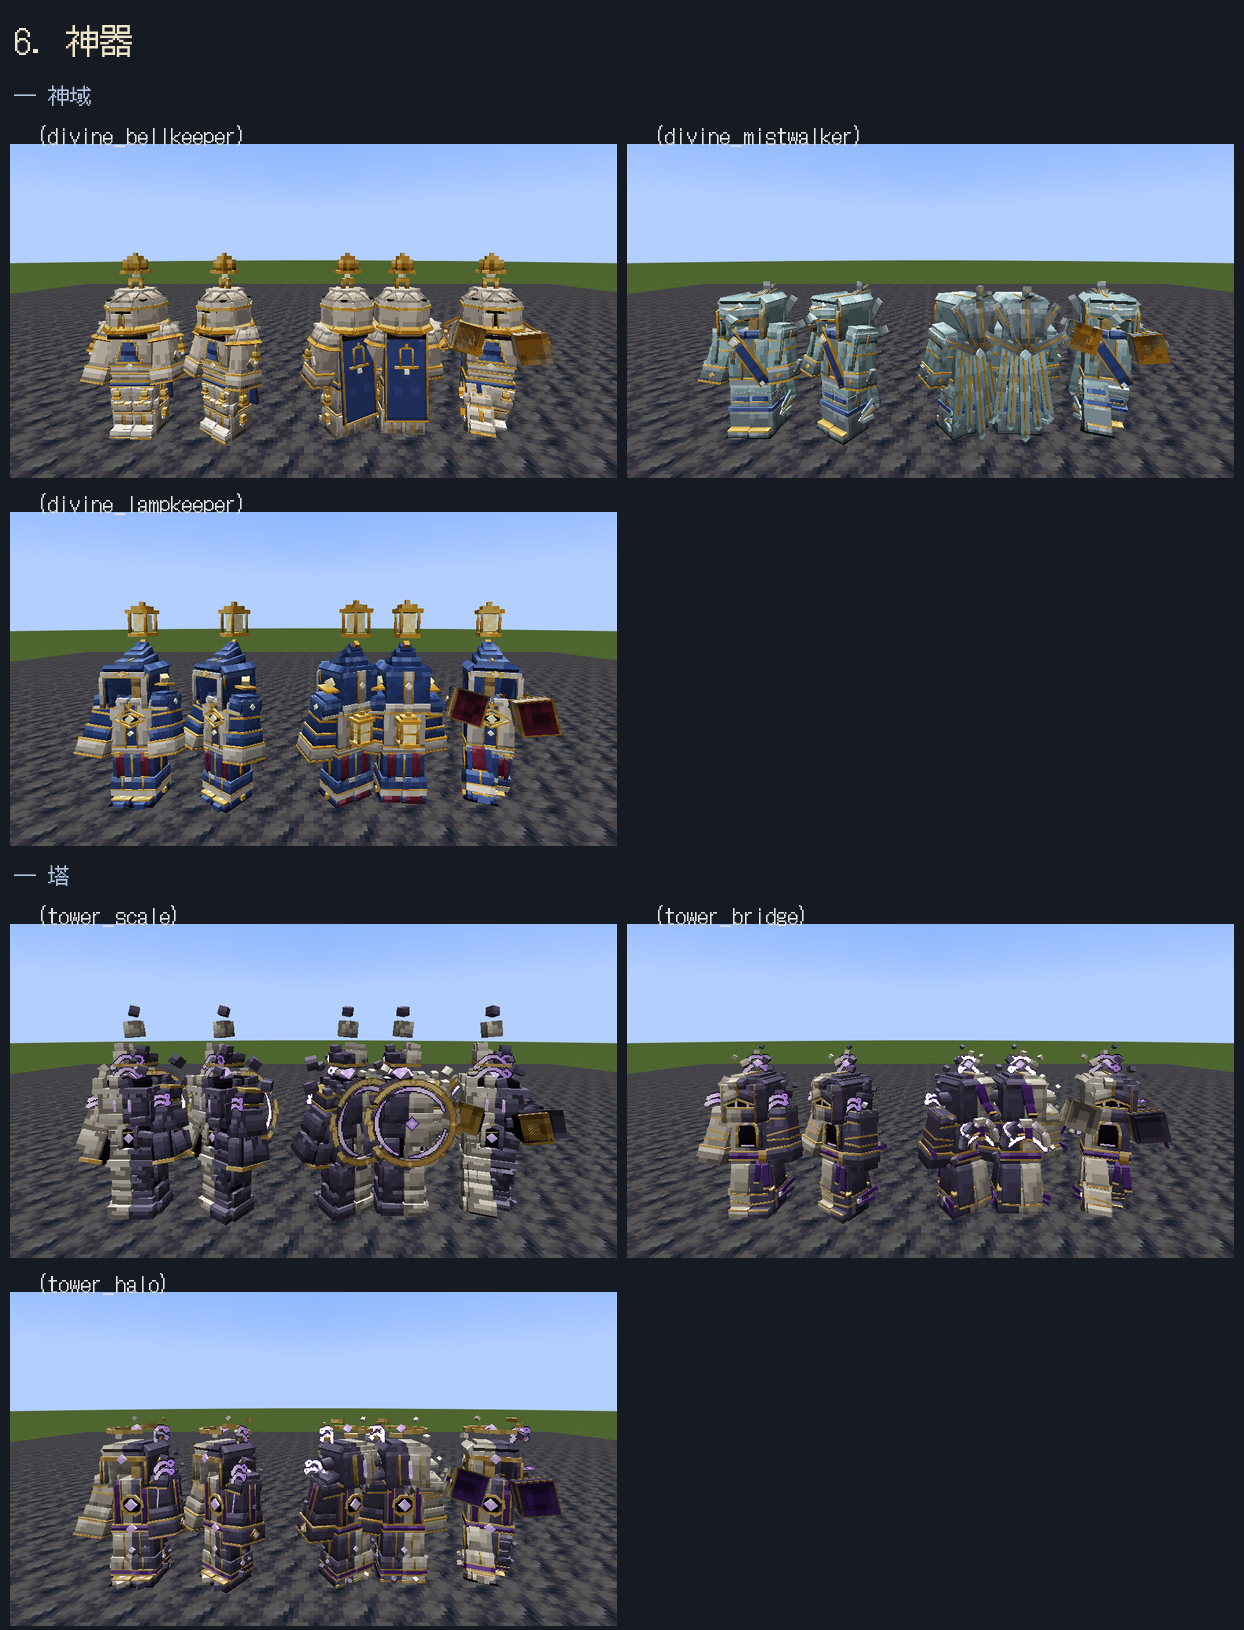 6. 神器
— 神域
(divine_bellkeeper)
(divine_mistwalker)
(divine_lampkeeper)
— 塔
(tower_scale)
(tower_bridge)
(tower_halo)